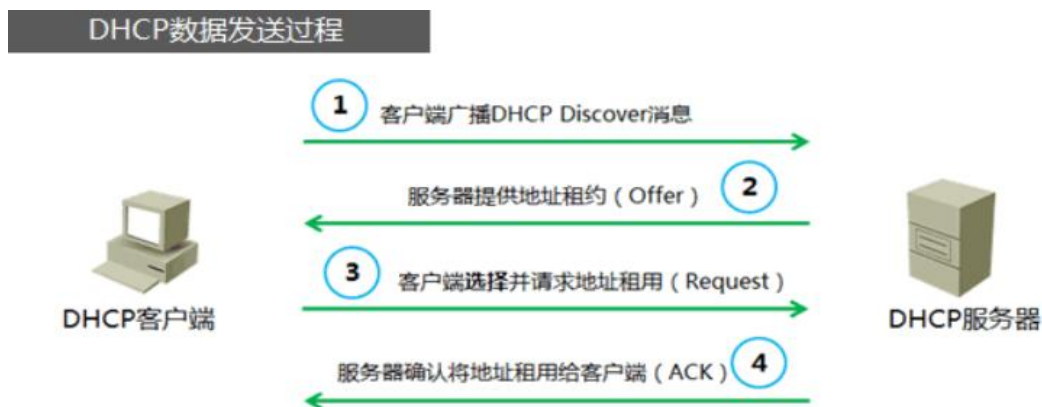 DHCP数据发送过程
1
客户端广播DHCP Discover消息
服务器提供地址租约（Offer）
2
3
客户端选择并请求地址租用（Request）
DHCP客户端
DHCP服务器
服务器确认将地址租用给客户端（ACK）
4